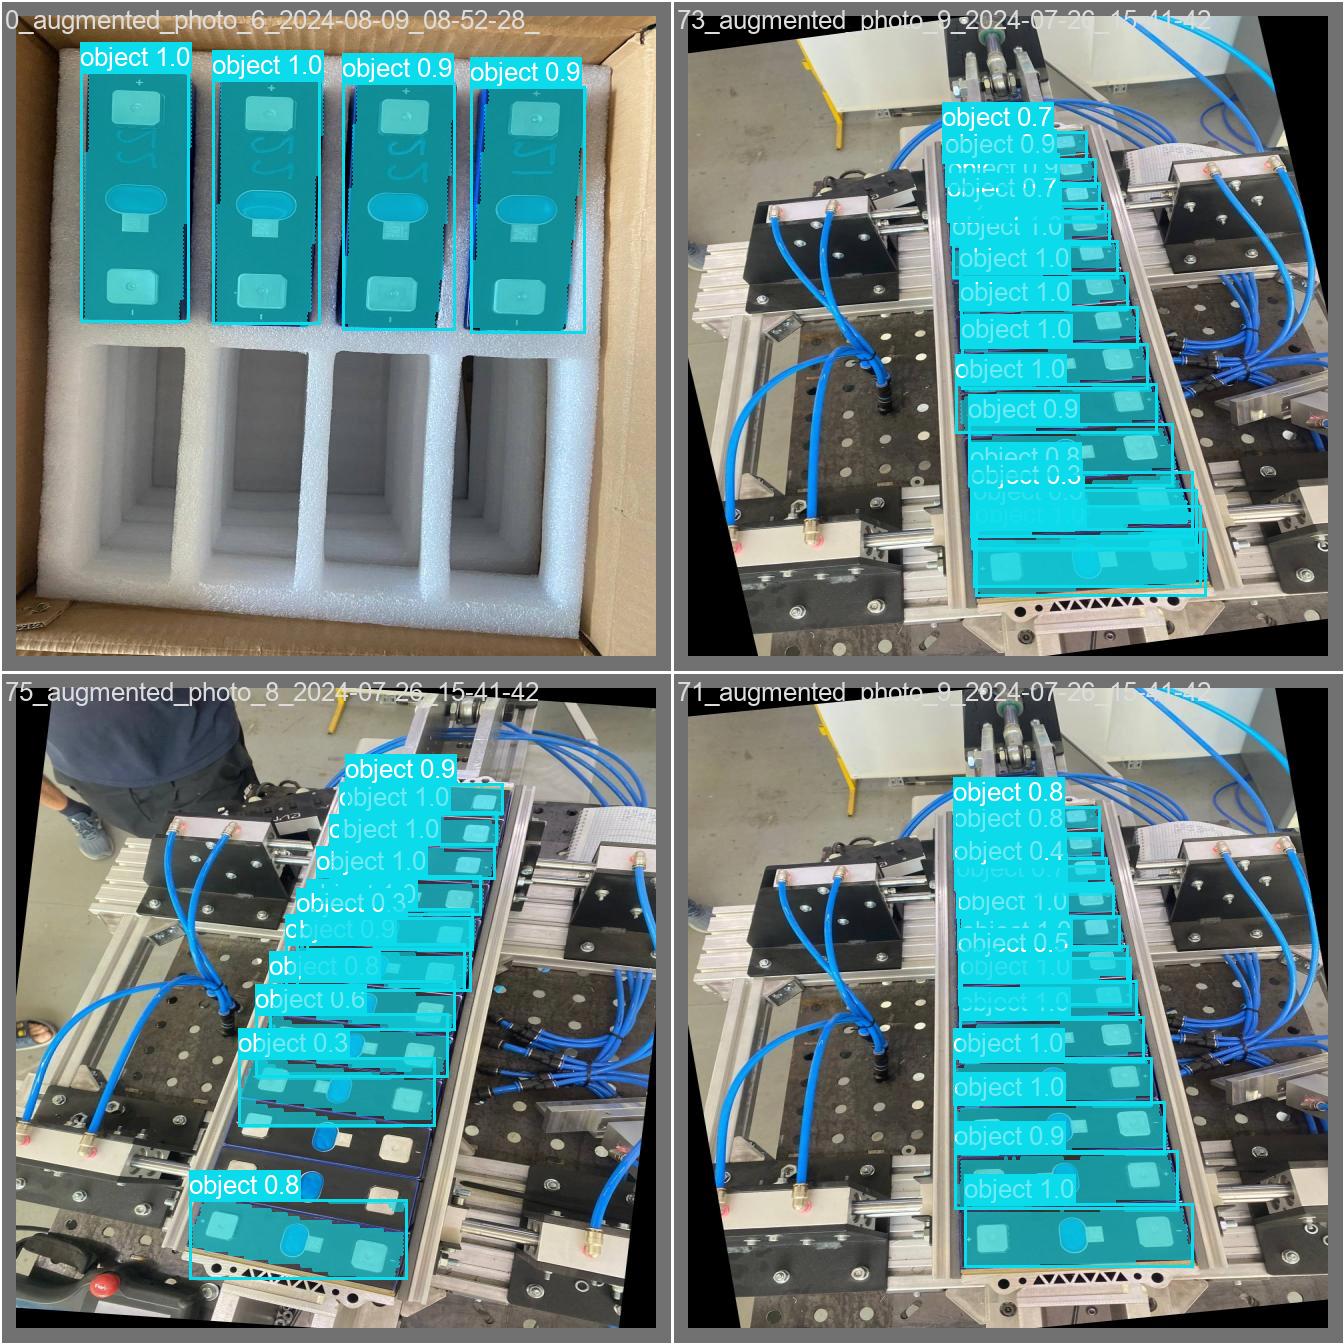 0_augmented_photo_6_2024-08-09_08-52-28_
object 1.0
object 1.0
object 0.9
object 0.9
73_augmented_photo_9_2024-07-26_15-41-42
object 0.7
object 0.9
object 0.7
object 1.0
object 1.0
object 1.0
object 1.0
object 1.0
object 0.9
object 0.8
object 0.3
75_augmented_photo_8_2024-07-26_15-41-42
object 0.9
object 1.0
object 1.0
object 1.0
object 0.3
object 0.9
object 0.8
object 0.6
object 0.3
object 0.8
71_augmented_photo_9_2024-07-26_15-41-42
object 0.8
object 0.8
object 0.4
object 1.0
object 0.5
object 1.0
object 1.0
object 1.0
object 1.0
object 0.9
object 1.0